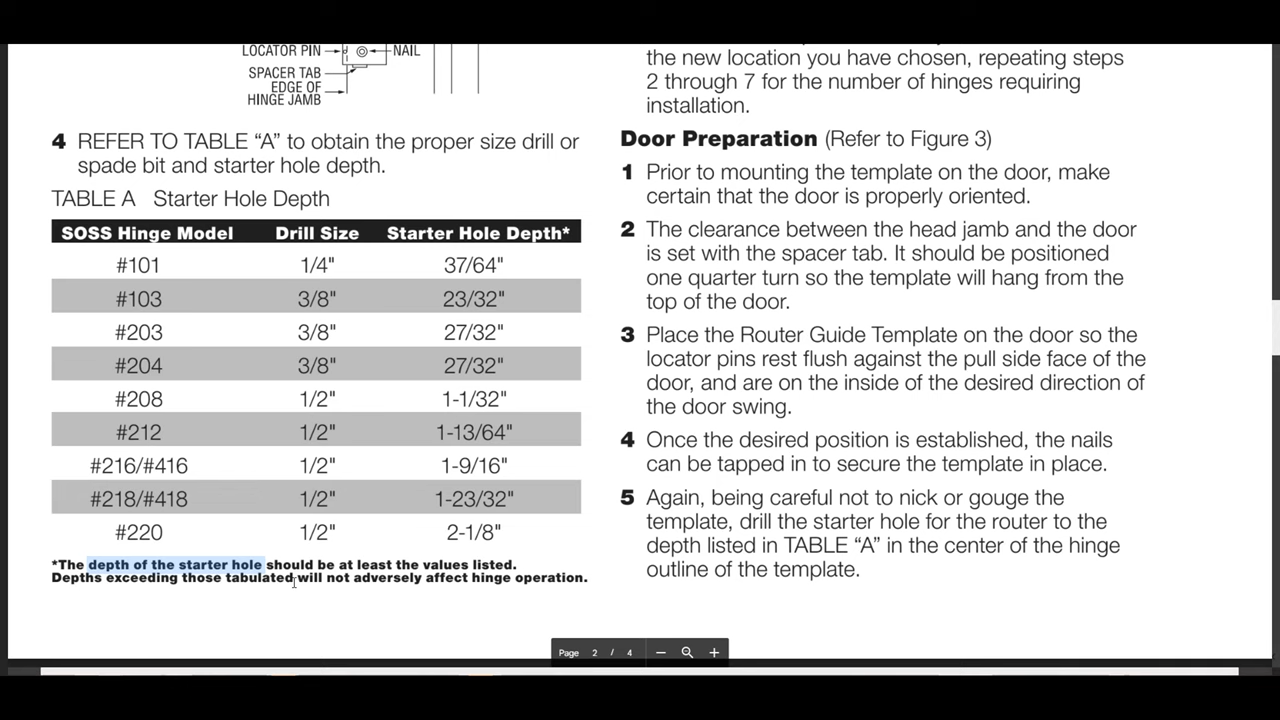 LOCATOR PIN
NAIL
SPACER TAB
EDGE OF
HINGE JAMB
4 REFER TO TABLE “A” to obtain the proper size drill or
spade bit and starter hole depth.
TABLE A Starter Hole Depth
SOSS Hinge Model Drill Size Starter Hole Depth*
#101 1/4" 37/64"
#103 3/8" 23/32"
#203 3/8" 27/32"
#204 3/8" 27/32"
#208 1/2" 1-1/32"
#212 1/2" 1-13/64"
#216/#416 1/2" 1-9/16"
#218/#418 1/2" 1-23/32"
#220 1/2" 2-1/8"
*The depth of the starter hole should be at least the values listed.
Depths exceeding those tabulated will not adversely affect hinge operation.
the new location you have chosen, repeating steps
2 through 7 for the number of hinges requiring
installation.
Door Preparation (Refer to Figure 3)
1 Prior to mounting the template on the door, make
certain that the door is properly oriented.
2 The clearance between the head jamb and the door
is set with the spacer tab. It should be positioned
one quarter turn so the template will hang from the
top of the door.
3 Place the Router Guide Template on the door so the
locator pins rest flush against the pull side face of the
door, and are on the inside of the desired direction of
the door swing.
4 Once the desired position is established, the nails
can be tapped in to secure the template in place.
5 Again, being careful not to nick or gouge the
template, drill the starter hole for the router to the
depth listed in TABLE “A” in the center of the hinge
outline of the template.
Page 2 / 4